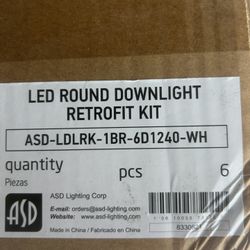 LED ROUND DOWNLIGHT
RETROFIT KIT
ASD-LDLRK-1BR-6D1240-WH
quantity pcs 6
Piezas
ASD
ASD Lighting Corp
E-mail: orders@asd-lighting.com
Website: www.asd-lighting.com
Made in China / Fabricado en China